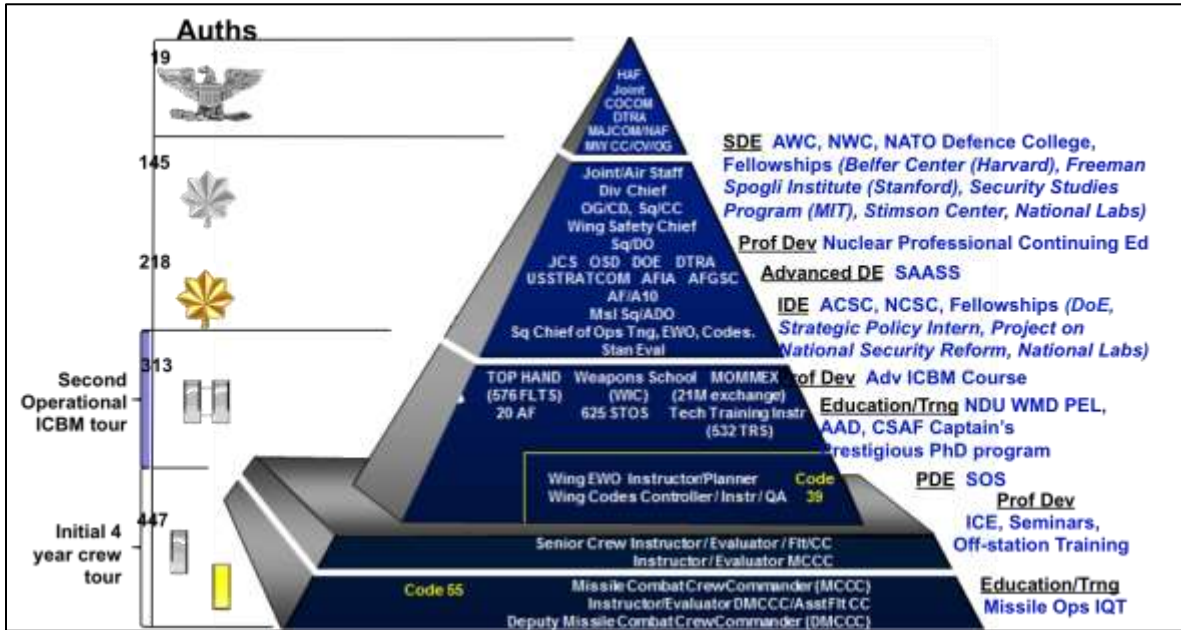 Auths
19
145
218
313
447
Second
Operational
ICBM tour
Initial 4
year crew
tour
HAF
Joint
COCOM
DTRA
MAJCOM/NAF
MW CC/CV/OG
Joint/Air Staff
Div Chief
OG/CD, Sq/CC
Wing Safety Chief
Sq/DO
JCS OSD DOE DTRA
USSTRATCOM AFIA AFGSC
AF/A10
Msl Sq/ADO
Sq Chief of Ops Tng, EWO, Codes.
Stan Eval
TOP HAND Weapons School MOMMEX
(576 FLTS) (WIC) (21M exchange)
20 AF 625 STOS Tech Training Instr
(532 TRS)
Wing EWO Instructor/Planner Code
Wing Codes Controller / Instr / QA 39
Senior Crew Instructor / Evaluator / Flt/CC
Instructor / Evaluator MCCC
Code 55 Missile Combat Crew Commander (MCCC)
Instructor/Evaluator DMCCC/Asst Flt CC
Deputy Missile Combat Crew Commander (DMCCC)
SDE AWC, NWC, NATO Defence College,
Fellowships (Belfer Center (Harvard), Freeman
Spogli Institute (Stanford), Security Studies
Program (MIT), Stimson Center, National Labs)
Prof Dev Nuclear Professional Continuing Ed
Advanced DE SAASS
IDE ACSC, NCSC, Fellowships (DoE,
Strategic Policy Intern, Project on
National Security Reform, National Labs)
Prof Dev Adv ICBM Course
Education/Trng NDU WMD PEL,
AAD, CSAF Captain's
Prestigious PhD program
PDE SOS
Prof Dev
ICE, Seminars,
Off-station Training
Education/Trng
Missile Ops IQT